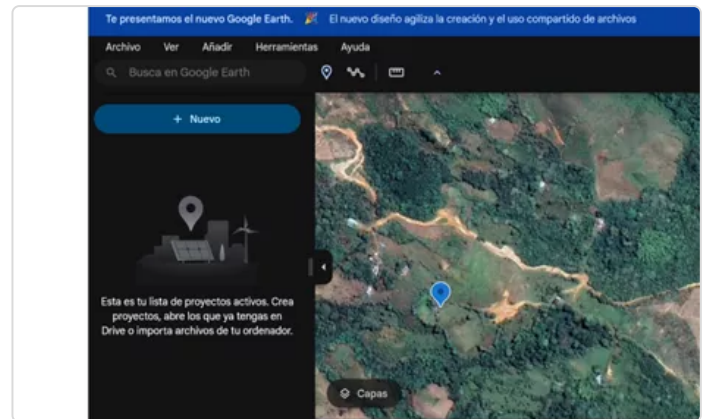 Te presentamos el nuevo Google Earth. 🎉 El nuevo diseño agiliza la creación y el uso compartido de archivos
Archivo Ver Añadir Herramientas Ayuda
Busca en Google Earth
+ Nuevo
Esta es tu lista de proyectos activos. Crea
proyectos, abre los que ya tengas en
Drive o importa archivos de tu ordenador.
Capas